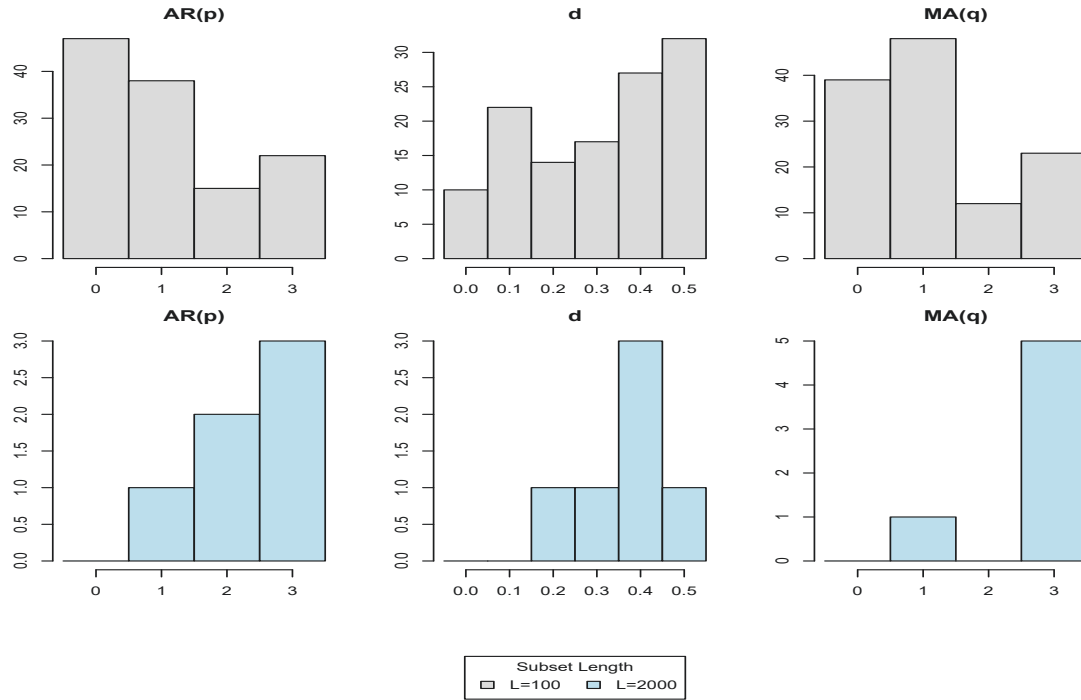 AR(p)
d
MA(q)
0 10 20 30 40
0 1 2 3
0 5 10 15 20 25 30
0.0 0.1 0.2 0.3 0.4 0.5
0 10 20 30 40
0 1 2 3
AR(p)
d
MA(q)
0.0 0.5 1.0 1.5 2.0 2.5 3.0
0 1 2 3
0.0 0.5 1.0 1.5 2.0 2.5 3.0
0.0 0.1 0.2 0.3 0.4 0.5
0 1 2 3 4 5
0 1 2 3
Subset Length
L=100 L=2000